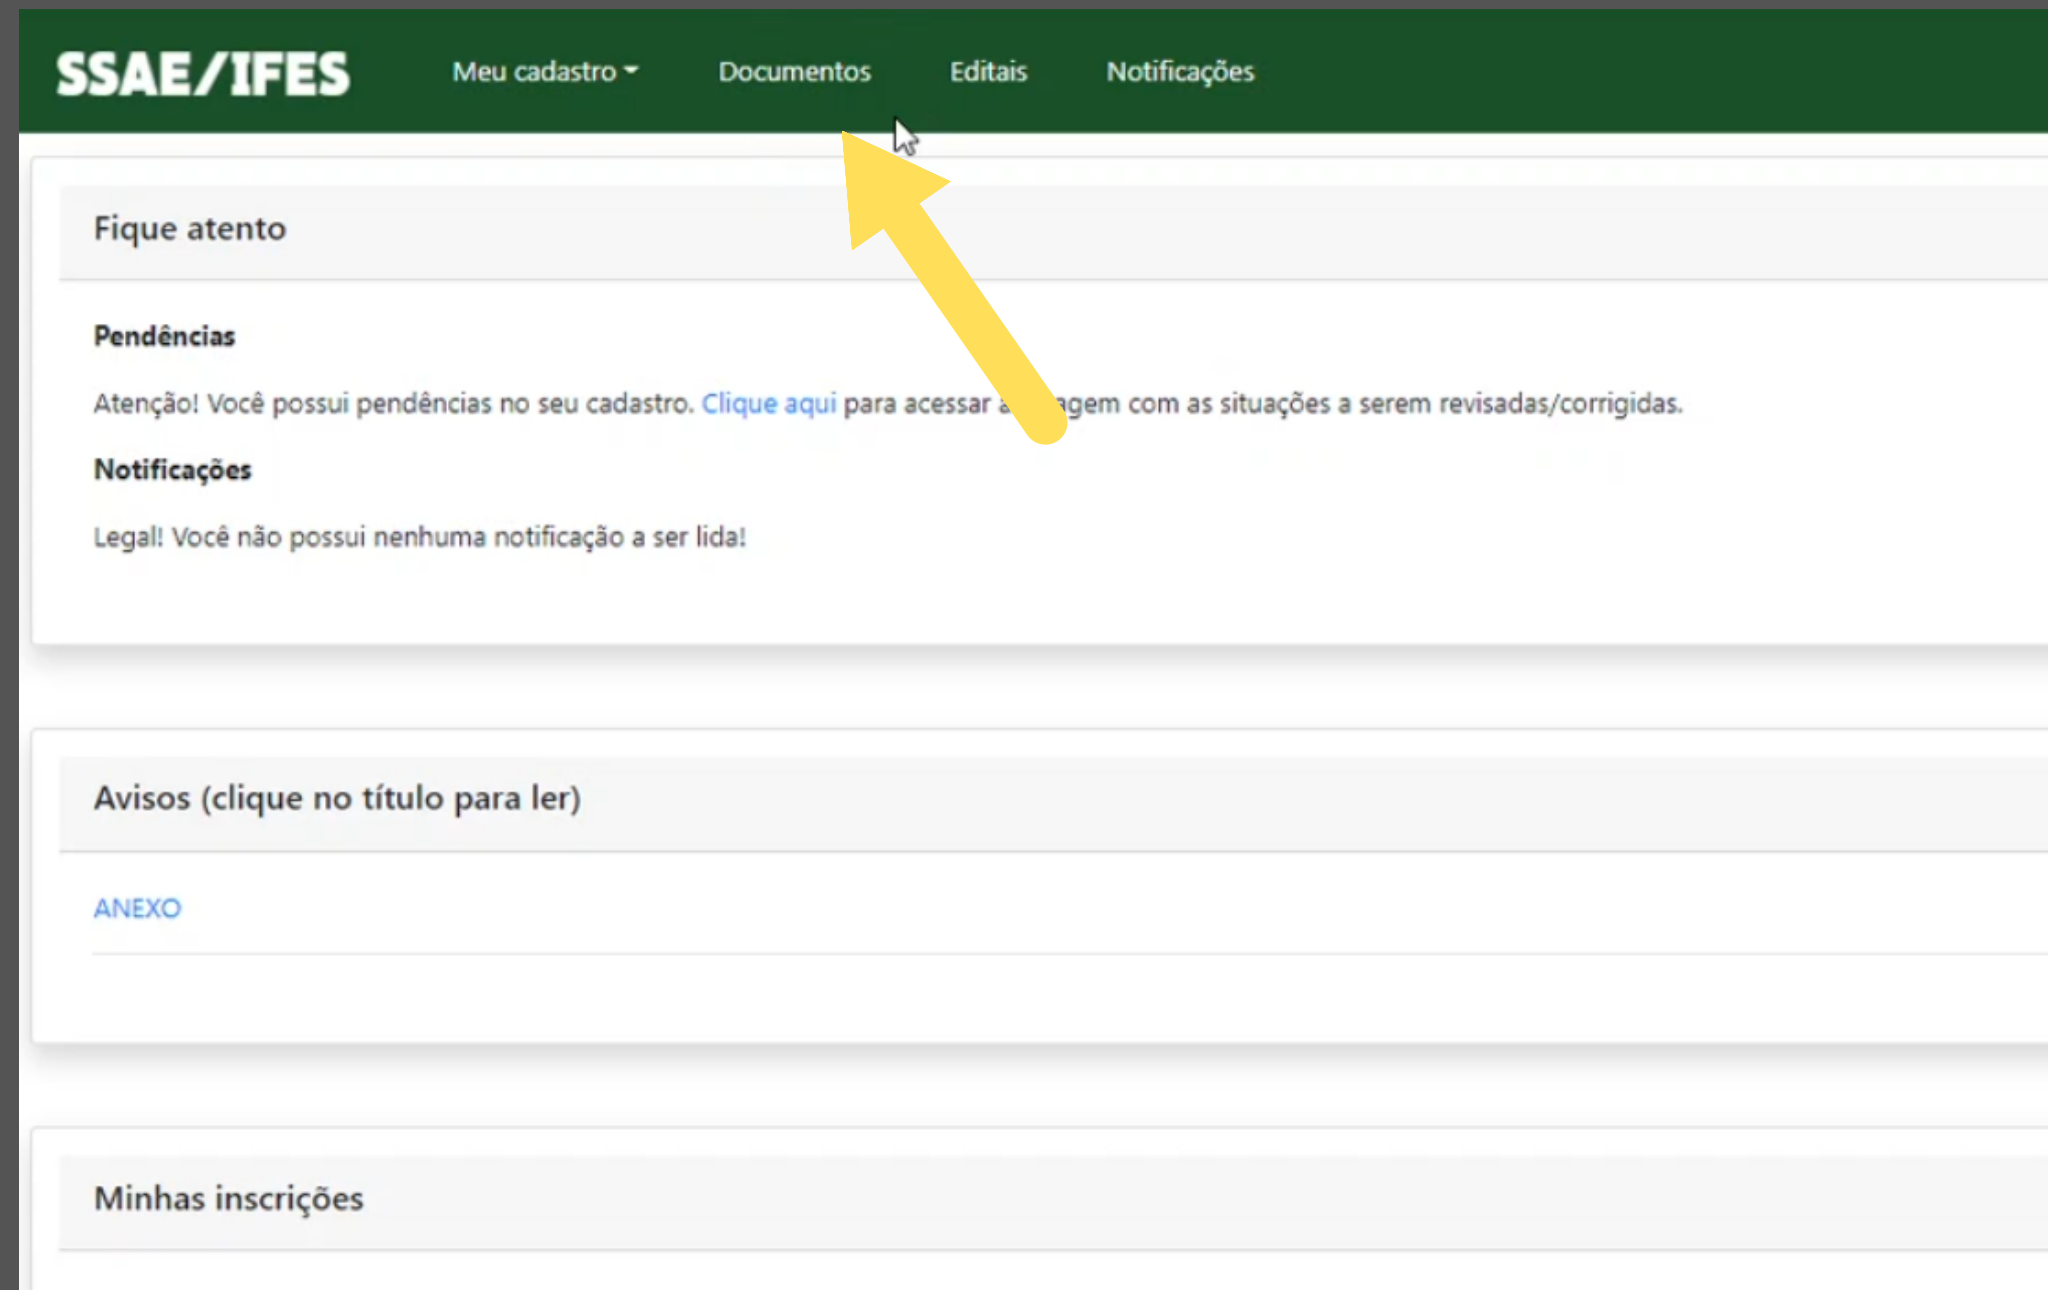 SSAE/IFES Meu cadastro Documentos Editais Notificações
Fique atento
Pendências
Atenção! Você possui pendências no seu cadastro. Clique aqui para acessar com as situações a serem revisadas/corrigidas.
Notificações
Legal! Você não possui nenhuma notificação a ser lida!
Avisos (clique no título para ler)
ANEXO
Minhas inscrições